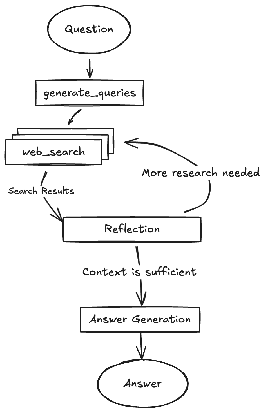 Question
generate_queries
web_search
More research needed
Search Results
Reflection
Context is sufficient
Answer Generation
Answer